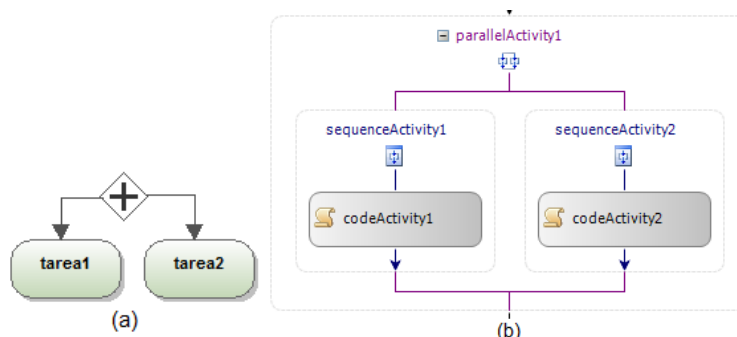 parallelActivity1
sequenceActivity1
sequenceActivity2
codeActivity1
codeActivity2
tarea1
tarea2
(a)
(b)